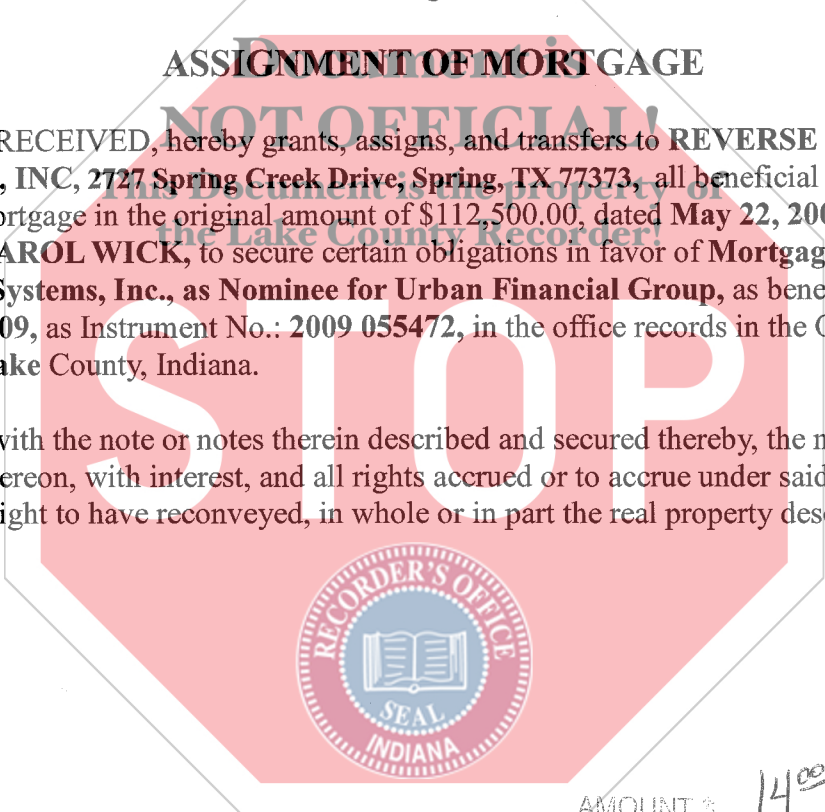 Document is
ASSIGNMENT OF MORTGAGE
NOT OFFICIAL!
RECEIVED, hereby grants, assigns, and transfers to REVERSE
, INC, 2727 Spring Creek Drive, Spring, TX 77373, all beneficial
This Document is the property of
ortgage in the original amount of $112,500.00, dated May 22, 200
the Lake County Recorder!
AROL WICK, to secure certain obligations in favor of Mortgag
Systems, Inc., as Nominee for Urban Financial Group, as bene
09, as Instrument No.: 2009 055472, in the office records in the
ake County, Indiana.
STOP
with the note or notes therein described and secured thereby, the
ereon, with interest, and all rights accrued or to accrue under said
ight to have reconveyed, in whole or in part the real property des
RECORDER'S OFFICE
SEAL
INDIANA
AMOUNT $ 14.00